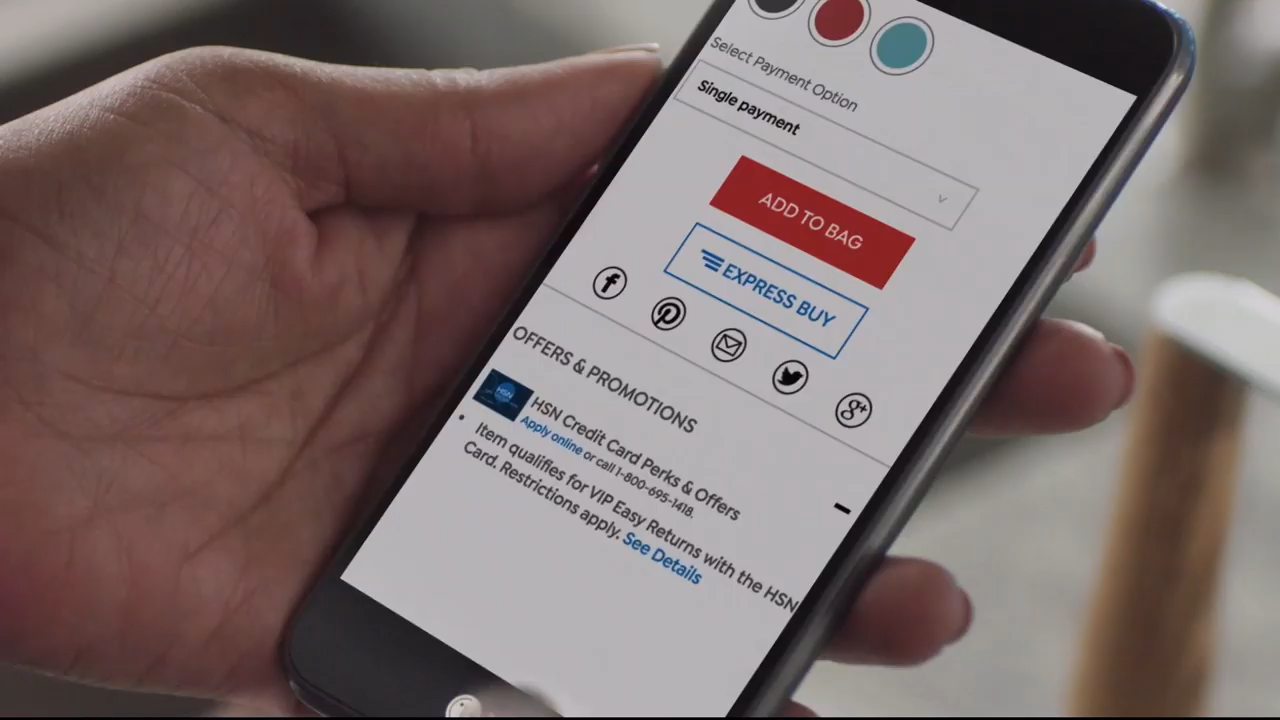 Select Payment Option
Single payment
ADD TO BAG
EXPRESS BUY
OFFERS & PROMOTIONS
HSN
HSN Credit Card Perks & Offers
Apply online or call 1-800-695-1418.
Item qualifies for VIP Easy Returns with the HSN
Card. Restrictions apply. See Details